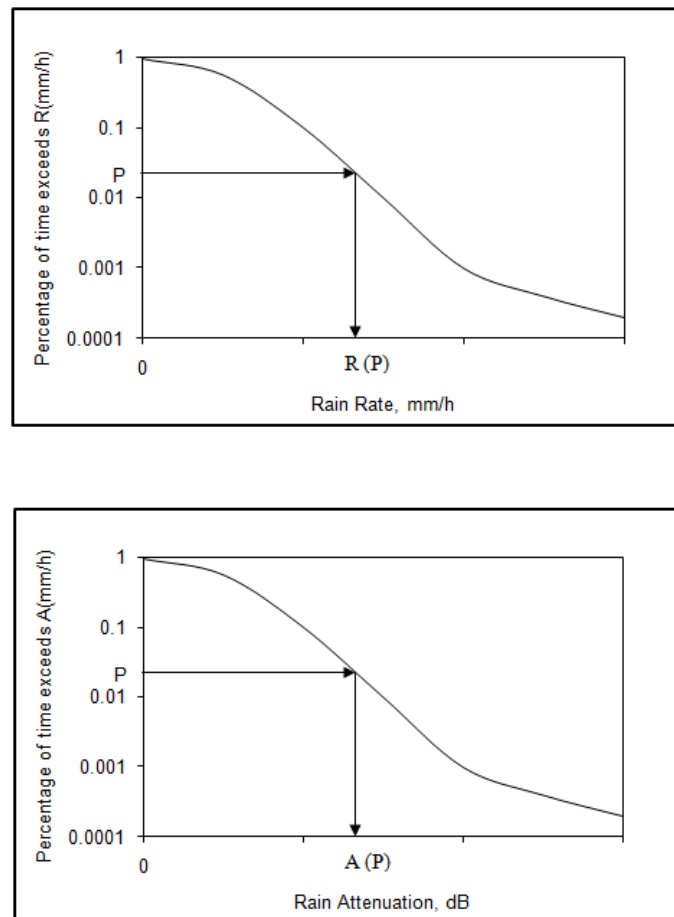 Percentage of time exceeds R(mm/h)
1
0.1
P
0.01
0.001
0.0001
0
R (P)
Rain Rate, mm/h
Percentage of time exceeds A(mm/h)
1
0.1
P
0.01
0.001
0.0001
0
A (P)
Rain Attenuation, dB